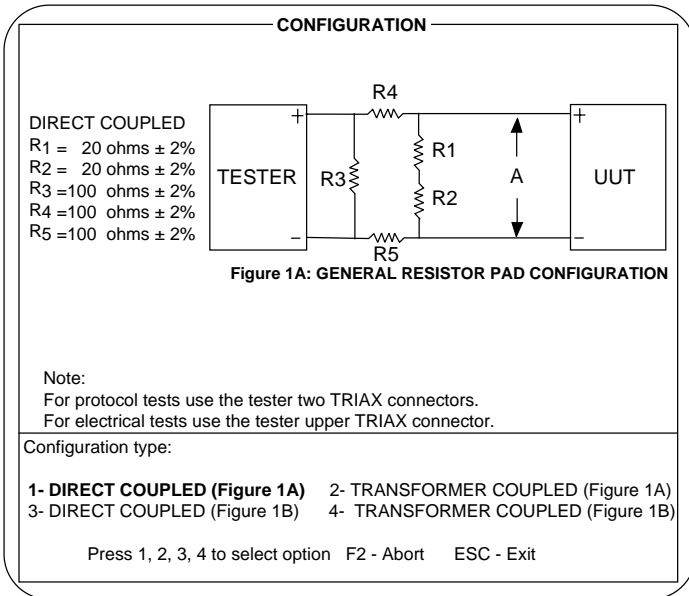 CONFIGURATION
R4
DIRECT COUPLED
R1 = 20 ohms ± 2%
R2 = 20 ohms ± 2%
R3 =100 ohms ± 2%
R4 =100 ohms ± 2%
R5 =100 ohms ± 2%
+
TESTER
–
R3
R1
R2
A
+
UUT
–
R5
Figure 1A: GENERAL RESISTOR PAD CONFIGURATION
Note:
For protocol tests use the tester two TRIAX connectors.
For electrical tests use the tester upper TRIAX connector.
Configuration type:
1- DIRECT COUPLED (Figure 1A) 2- TRANSFORMER COUPLED (Figure 1A)
3- DIRECT COUPLED (Figure 1B) 4- TRANSFORMER COUPLED (Figure 1B)
Press 1, 2, 3, 4 to select option F2 - Abort ESC - Exit